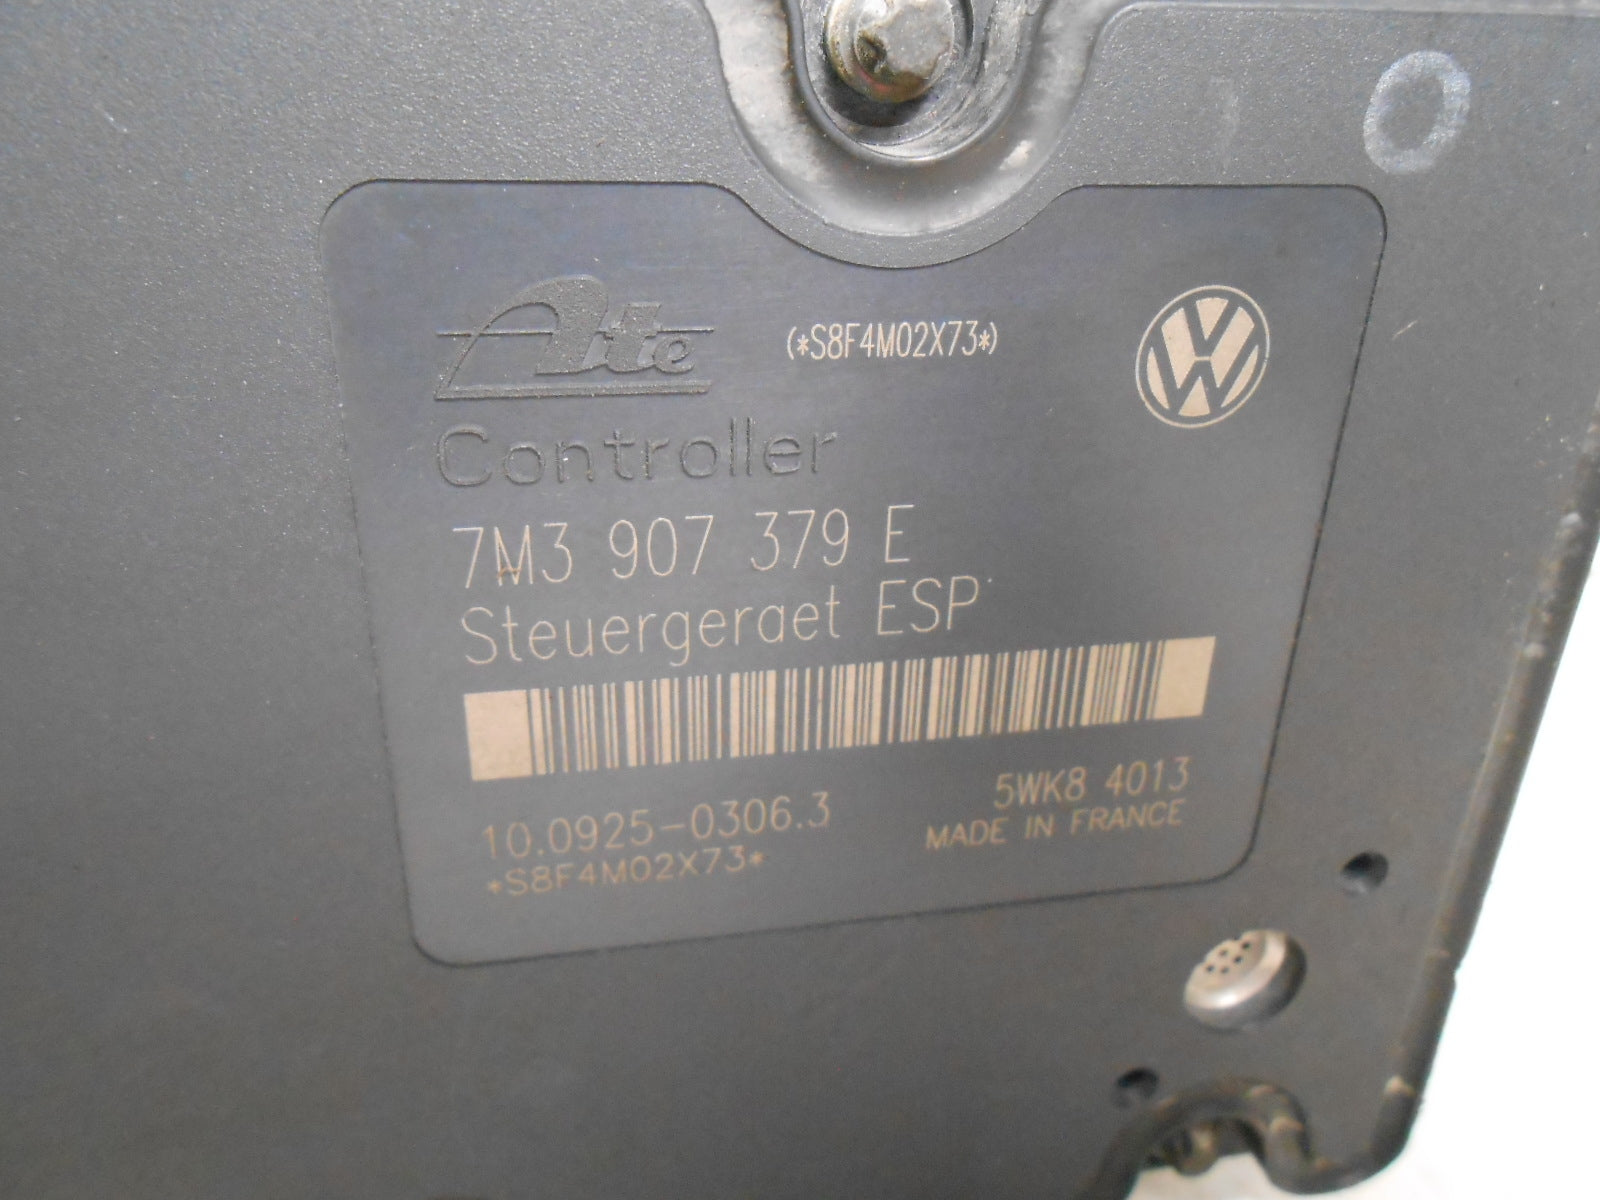 Ate
(*S8F4M02X73*)
Controller
7M3 907 379 E
Steuergeraet ESP
10.0925-0306.3
5WK8 4013
*S8F4M02X73*
MADE IN FRANCE